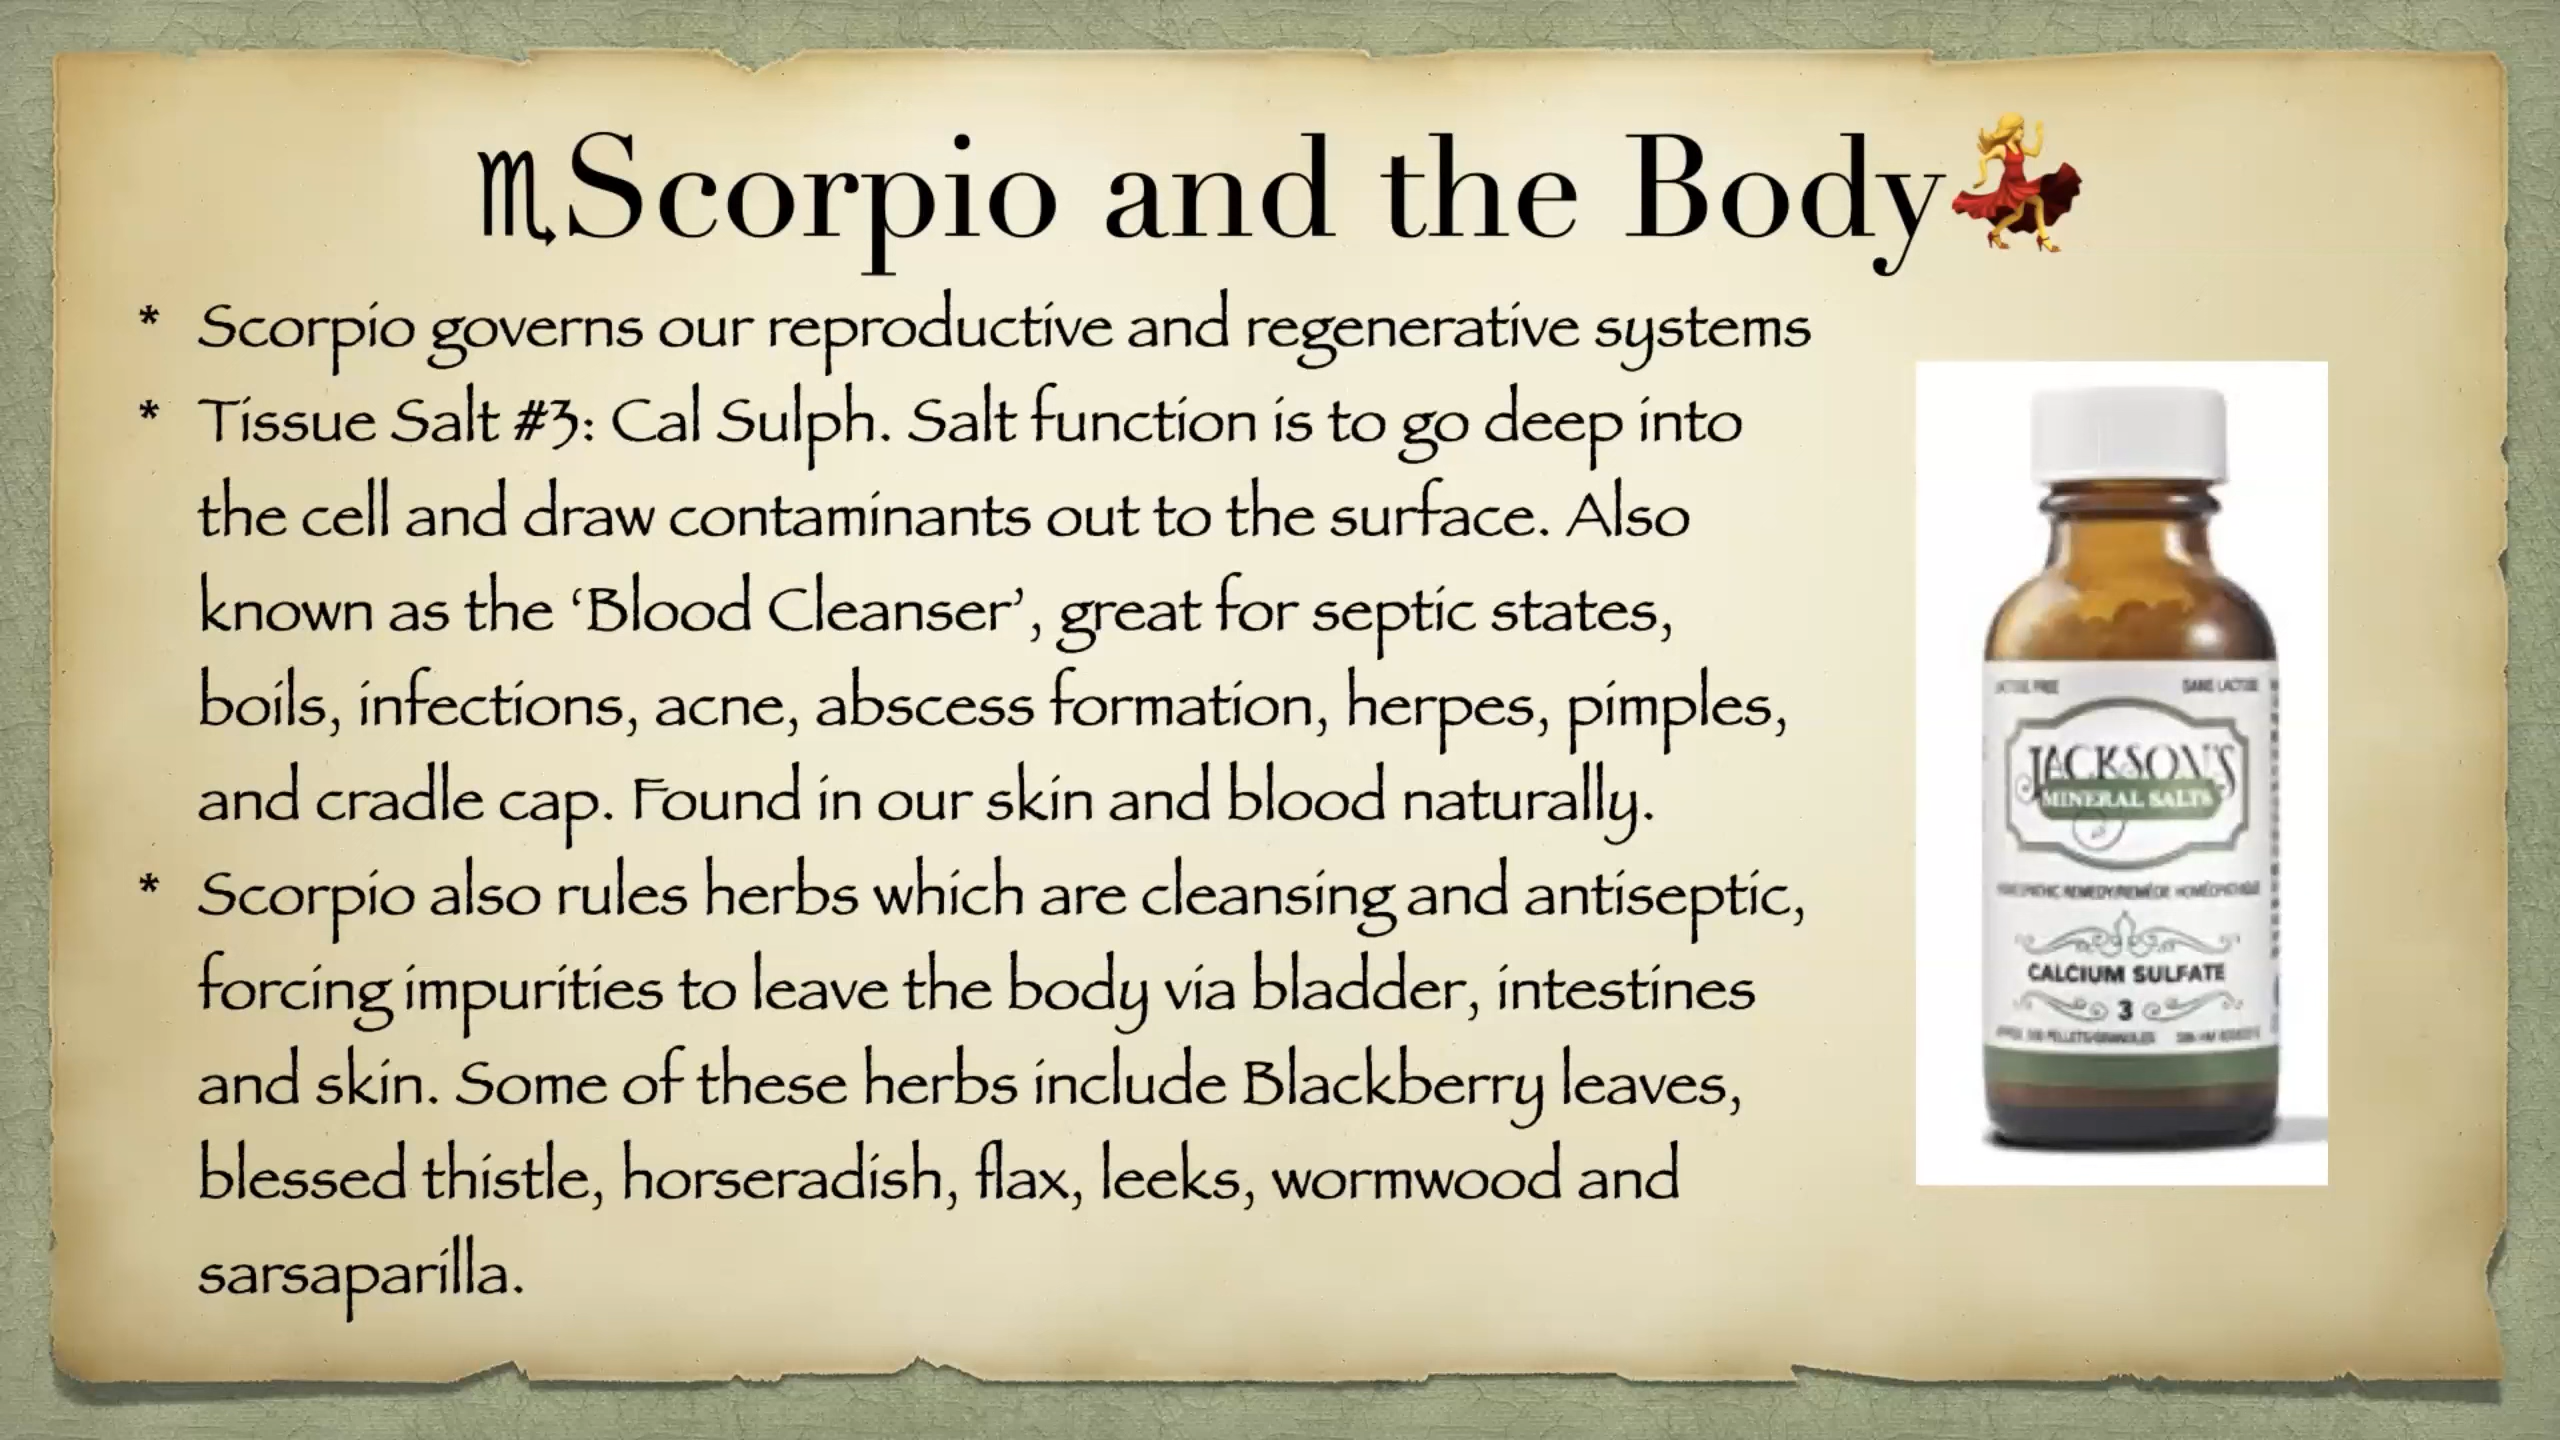 ♏Scorpio and the Body💃
* Scorpio governs our reproductive and regenerative systems
* Tissue Salt #3: Cal Sulph. Salt function is to go deep into
the cell and draw contaminants out to the surface. Also
known as the ‘Blood Cleanser’, great for septic states,
boils, infections, acne, abscess formation, herpes, pimples,
and cradle cap. Found in our skin and blood naturally.
* Scorpio also rules herbs which are cleansing and antiseptic,
forcing impurities to leave the body via bladder, intestines
and skin. Some of these herbs include Blackberry leaves,
blessed thistle, horseradish, flax, leeks, wormwood and
sarsaparilla.
SANS LACTOSE
JACKSON'S
MINERAL SALTS
CALCIUM SULFATE
3